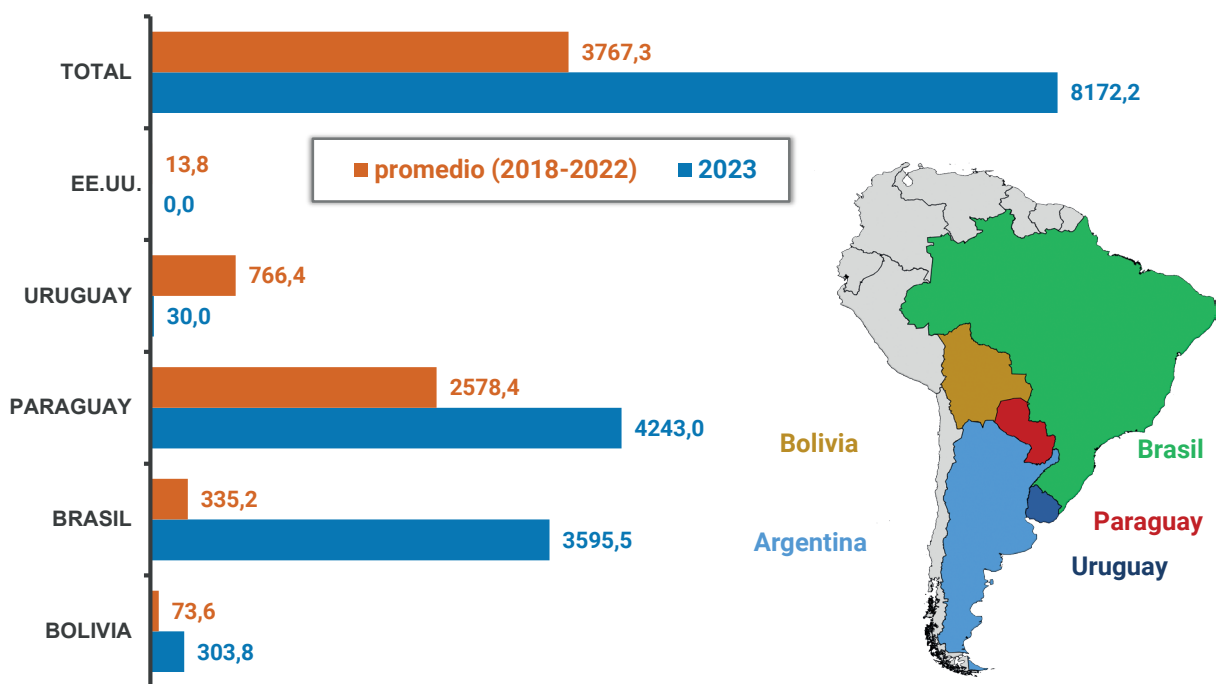 TOTAL
3767,3
8172,2
promedio (2018-2022) 2023
EE.UU.
13,8
0,0
URUGUAY
766,4
30,0
PARAGUAY
2578,4
4243,0
BRASIL
335,2
3595,5
BOLIVIA
73,6
303,8
Bolivia
Brasil
Argentina
Paraguay
Uruguay